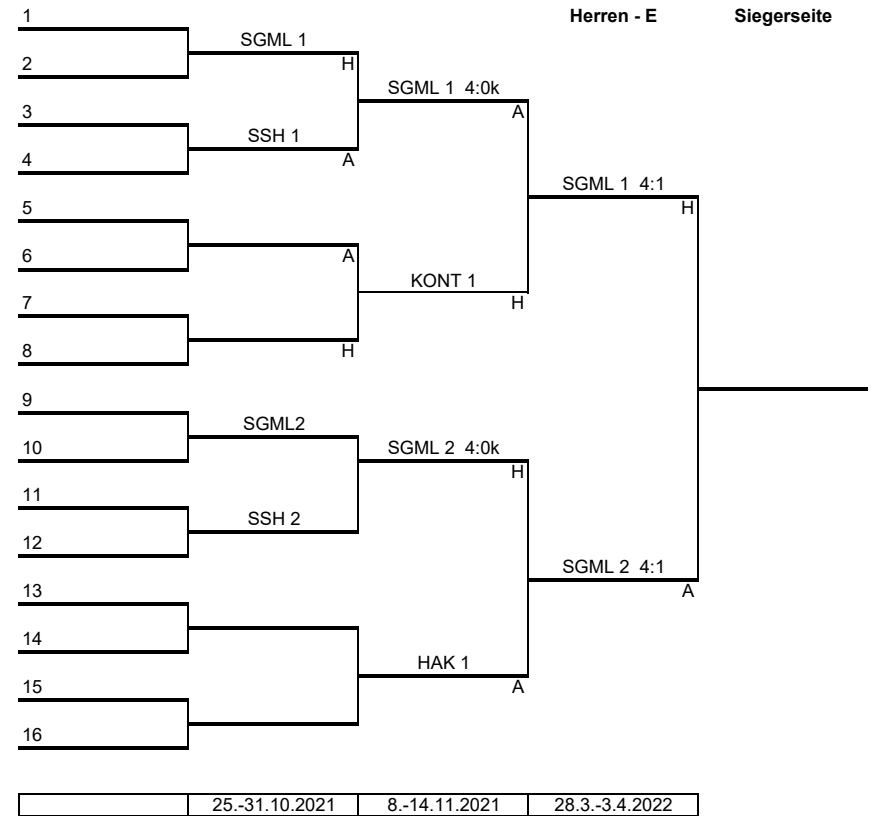 1 Herren - E Siegerseite
SGML 1
2 H
SGML 1 4:0k
3 A
SSH 1
4 A
SGML 1 4:1
5 H
6 A
KONT 1
7 H
8 H
9
SGML2
10 SGML 2 4:0k
H
11
SSH 2
12
SGML 2 4:1
13 A
14
HAK 1
15 A
16
25.-31.10.2021 8.-14.11.2021 28.3.-3.4.2022